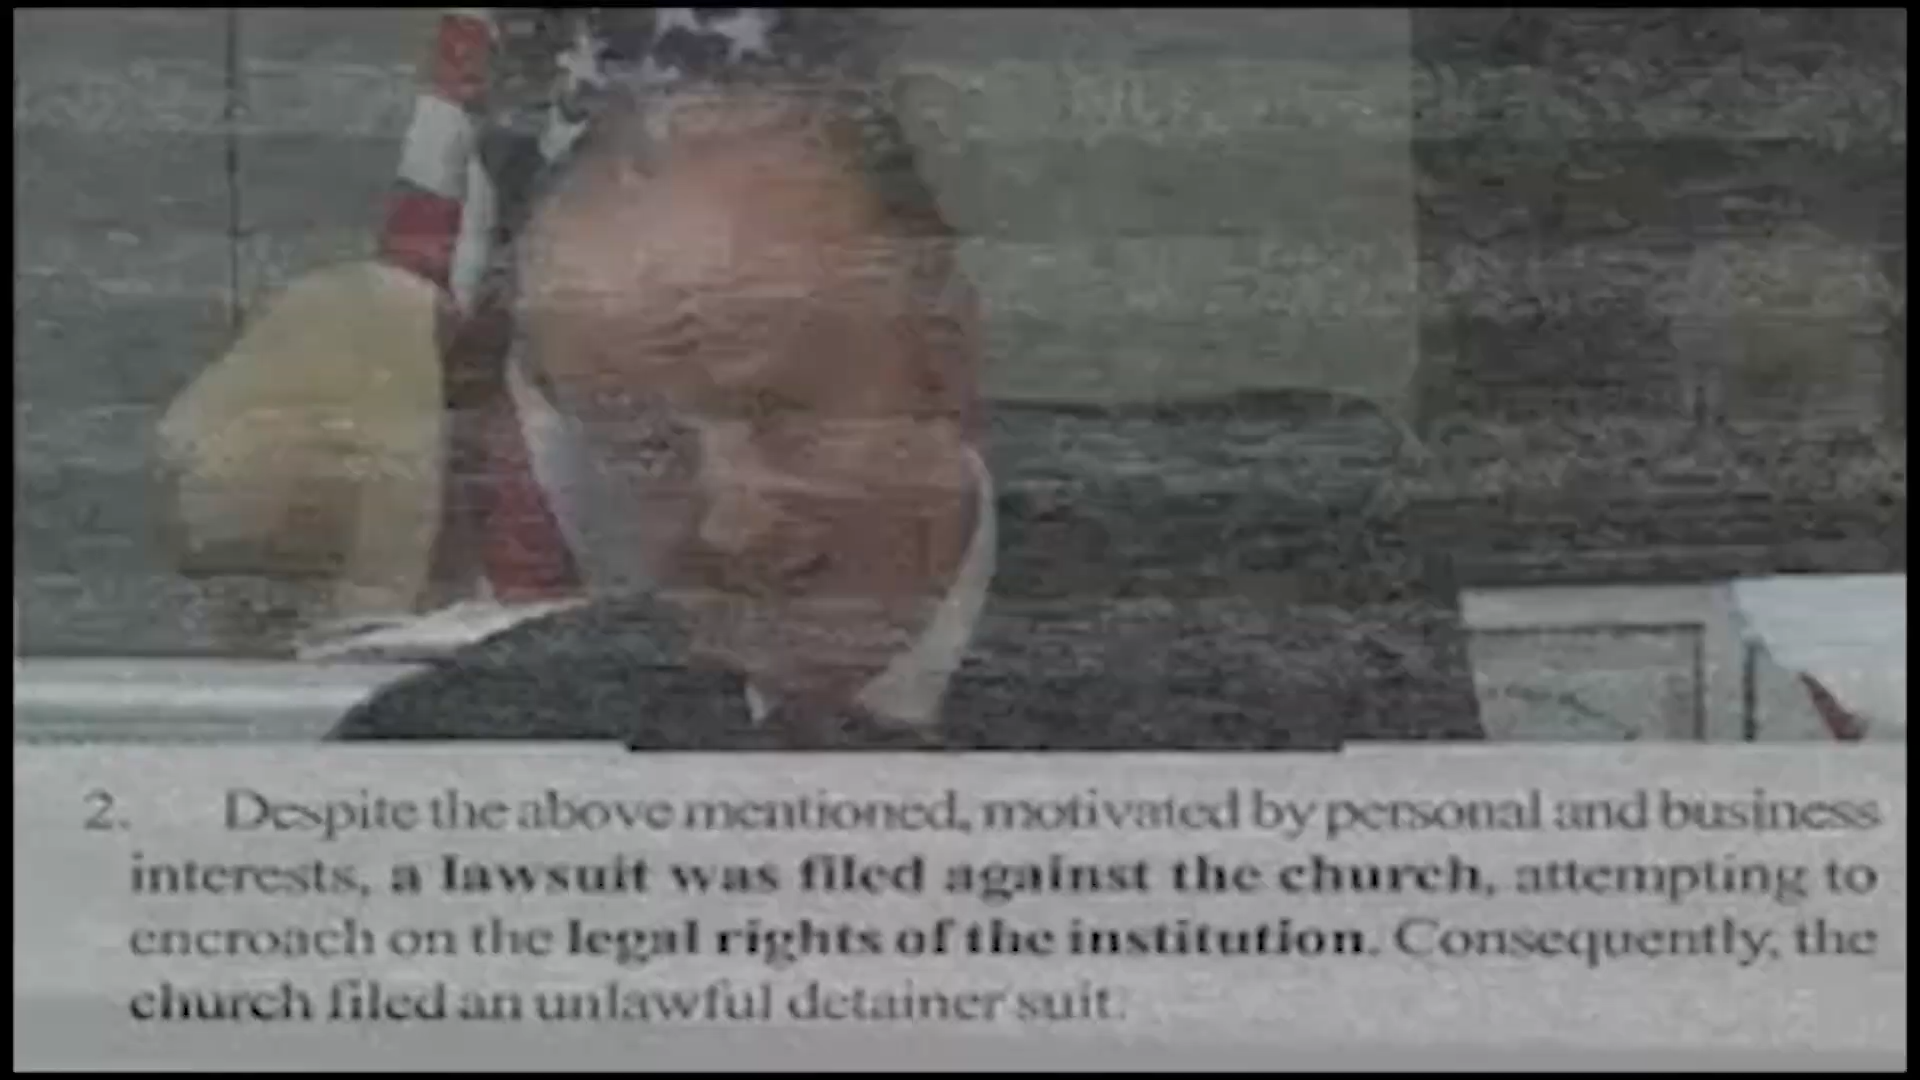 2. Despite the above mentioned, motivated by personal and business
interests, a lawsuit was filed against the church, attempting to
encroach on the legal rights of the institution. Consequently, the
church filed an unlawful detainer suit.